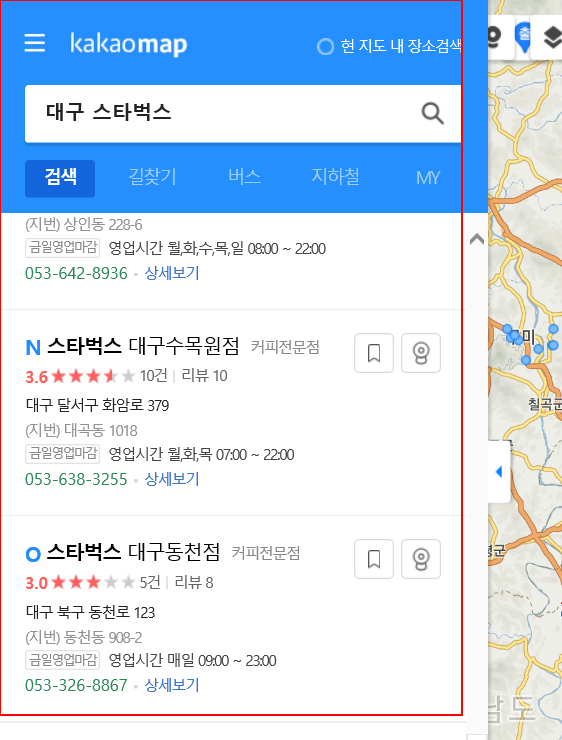 kakaomap
현 지도 내 장소검색
대구 스타벅스
검색 길찾기 버스 지하철 MY
(지번) 상인동 228-6
금일영업마감 영업시간 월,화,수,목,일 08:00 ~ 22:00
053-642-8936 • 상세보기
N 스타벅스 대구수목원점 커피전문점
3.6 10건 | 리뷰 10
대구 달서구 화암로 379
(지번) 대곡동 1018
금일영업마감 영업시간 월,화,목 07:00 ~ 22:00
053-638-3255 • 상세보기
O 스타벅스 대구동천점 커피전문점
3.0 5건 | 리뷰 8
대구 북구 동천로 123
(지번) 동천동 908-2
금일영업마감 영업시간 매일 09:00 ~ 23:00
053-326-8867 • 상세보기
출
미
칠곡군
군
남도